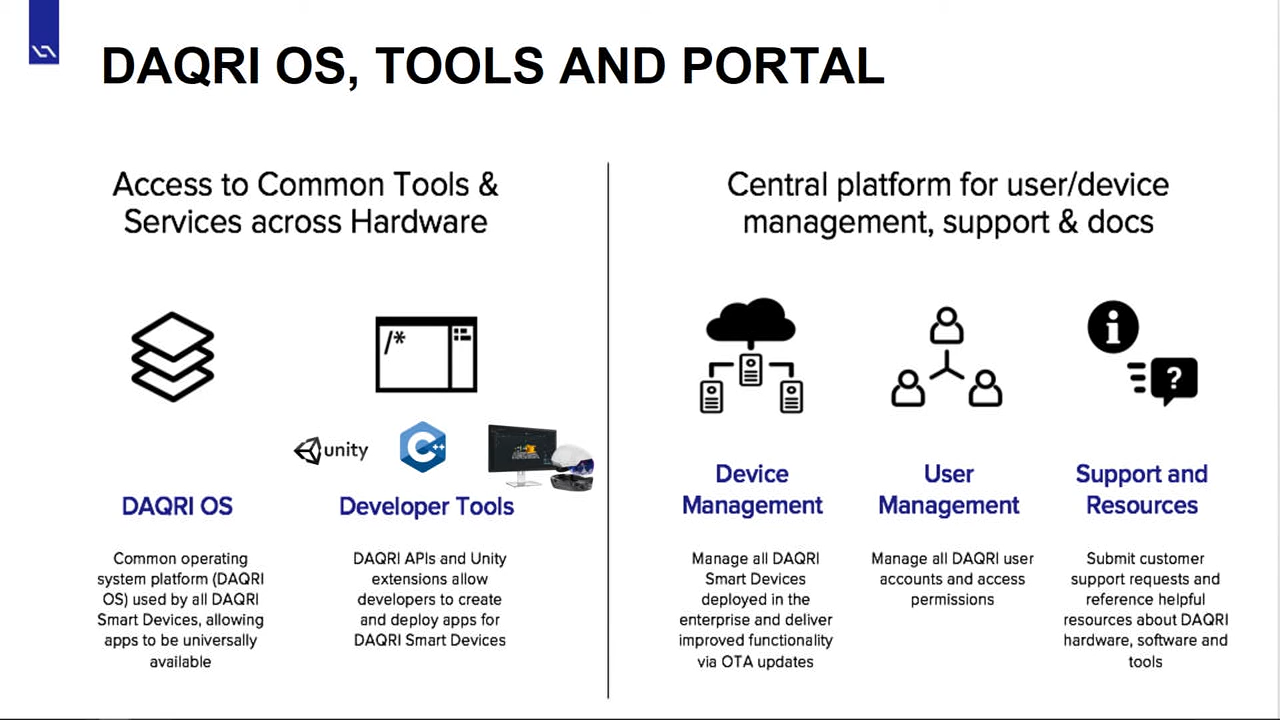 DAQRI OS, TOOLS AND PORTAL
Access to Common Tools &
Services across Hardware
/*
unity
C++
DAQRI OS
Common operating
system platform (DAQRI
OS) used by all DAQRI
Smart Devices, allowing
apps to be universally
available
Developer Tools
DAQRI APIs and Unity
extensions allow
developers to create
and deploy apps for
DAQRI Smart Devices
Central platform for user/device
management, support & docs
i
?
Device
Management
Manage all DAQRI
Smart Devices
deployed in the
enterprise and deliver
improved functionality
via OTA updates
User
Management
Manage all DAQRI user
accounts and access
permissions
Support and
Resources
Submit customer
support requests and
reference helpful
resources about DAQRI
hardware, software and
tools